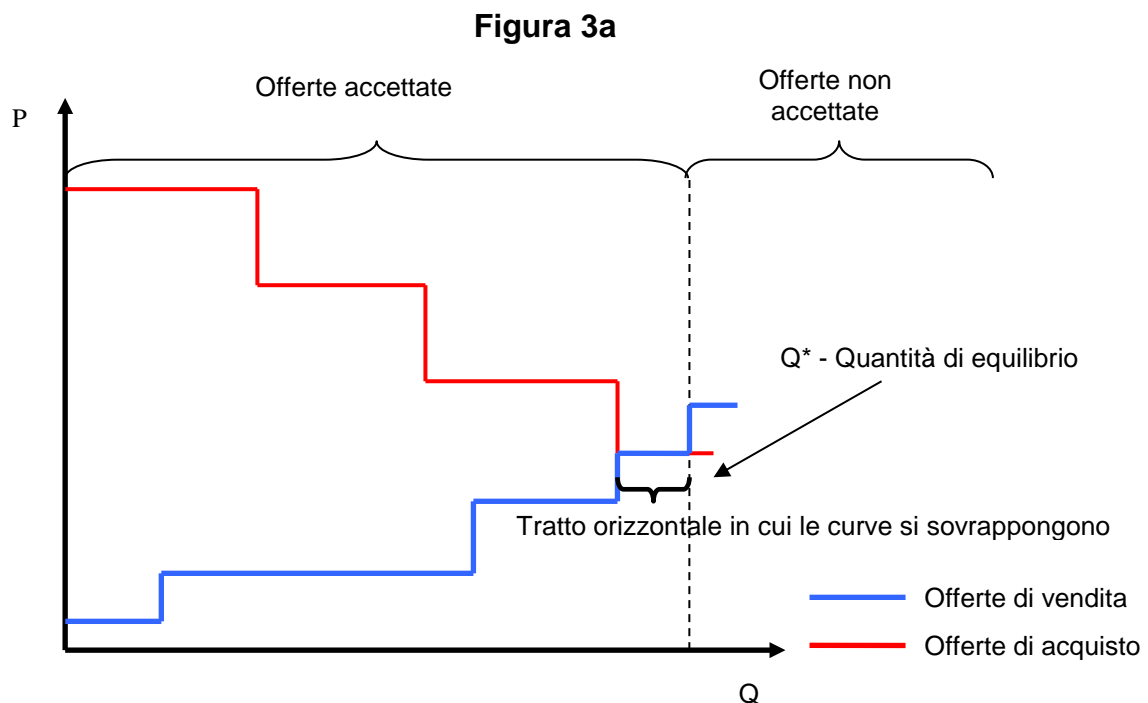 Figura 3a
Offerte accettate
Offerte non
accettate
P
Q* - Quantità di equilibrio
Tratto orizzontale in cui le curve si sovrappongono
Offerte di vendita
Offerte di acquisto
Q